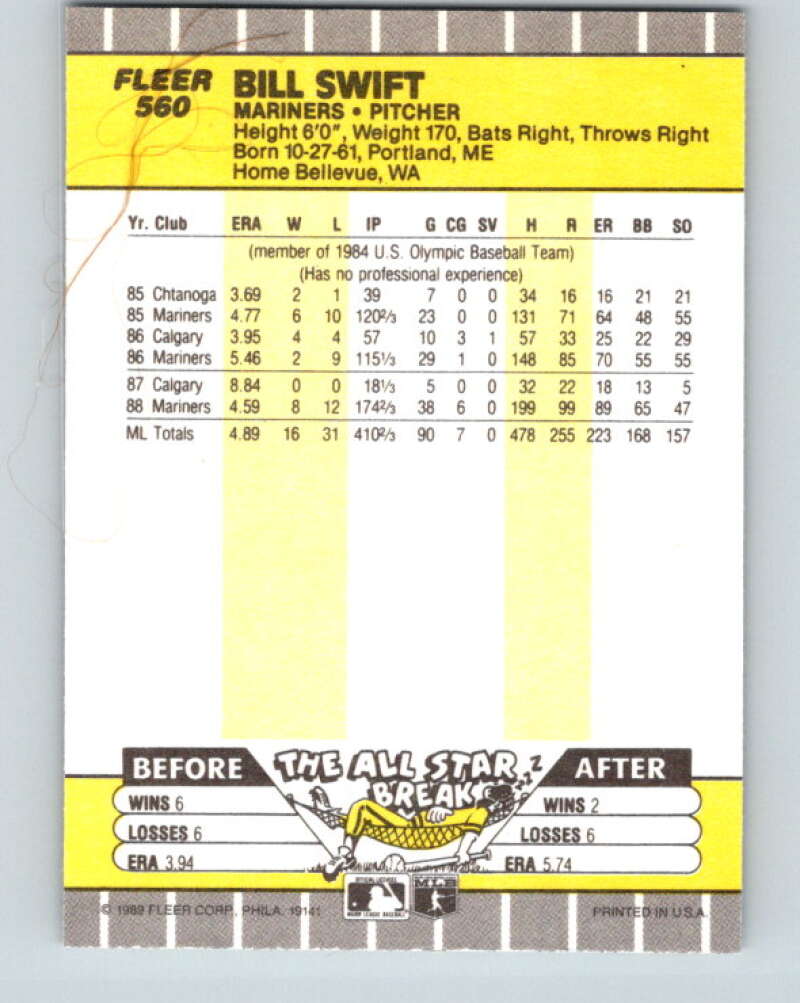 FLEER
560
BILL SWIFT
MARINERS • PITCHER
Height 6'0", Weight 170, Bats Right, Throws Right
Born 10-27-61, Portland, ME
Home Bellevue, WA
Yr. Club ERA W L IP G CG SV H R ER BB SO
(member of 1984 U.S. Olympic Baseball Team)
(Has no professional experience)
85 Chtanoga 3.69 2 1 39 7 0 0 34 16 16 21 21
85 Mariners 4.77 6 10 120⅔ 23 0 0 131 71 64 48 55
86 Calgary 3.95 4 4 57 10 3 1 57 33 25 22 29
86 Mariners 5.46 2 9 115⅓ 29 1 0 148 85 70 55 55
87 Calgary 8.84 0 0 18⅓ 5 0 0 32 22 18 13 5
88 Mariners 4.59 8 12 174⅔ 38 6 0 199 99 89 65 47
ML Totals 4.89 16 31 410⅔ 90 7 0 478 255 223 168 157
BEFORE THE ALL STAR BREAK ZZZ AFTER
WINS 6 WINS 2
LOSSES 6 LOSSES 6
ERA 3.94 ERA 5.74
MLB
© 1989 FLEER CORP. PHILA. 19141 MAJOR LEAGUE BASEBALL PRINTED IN U.S.A.